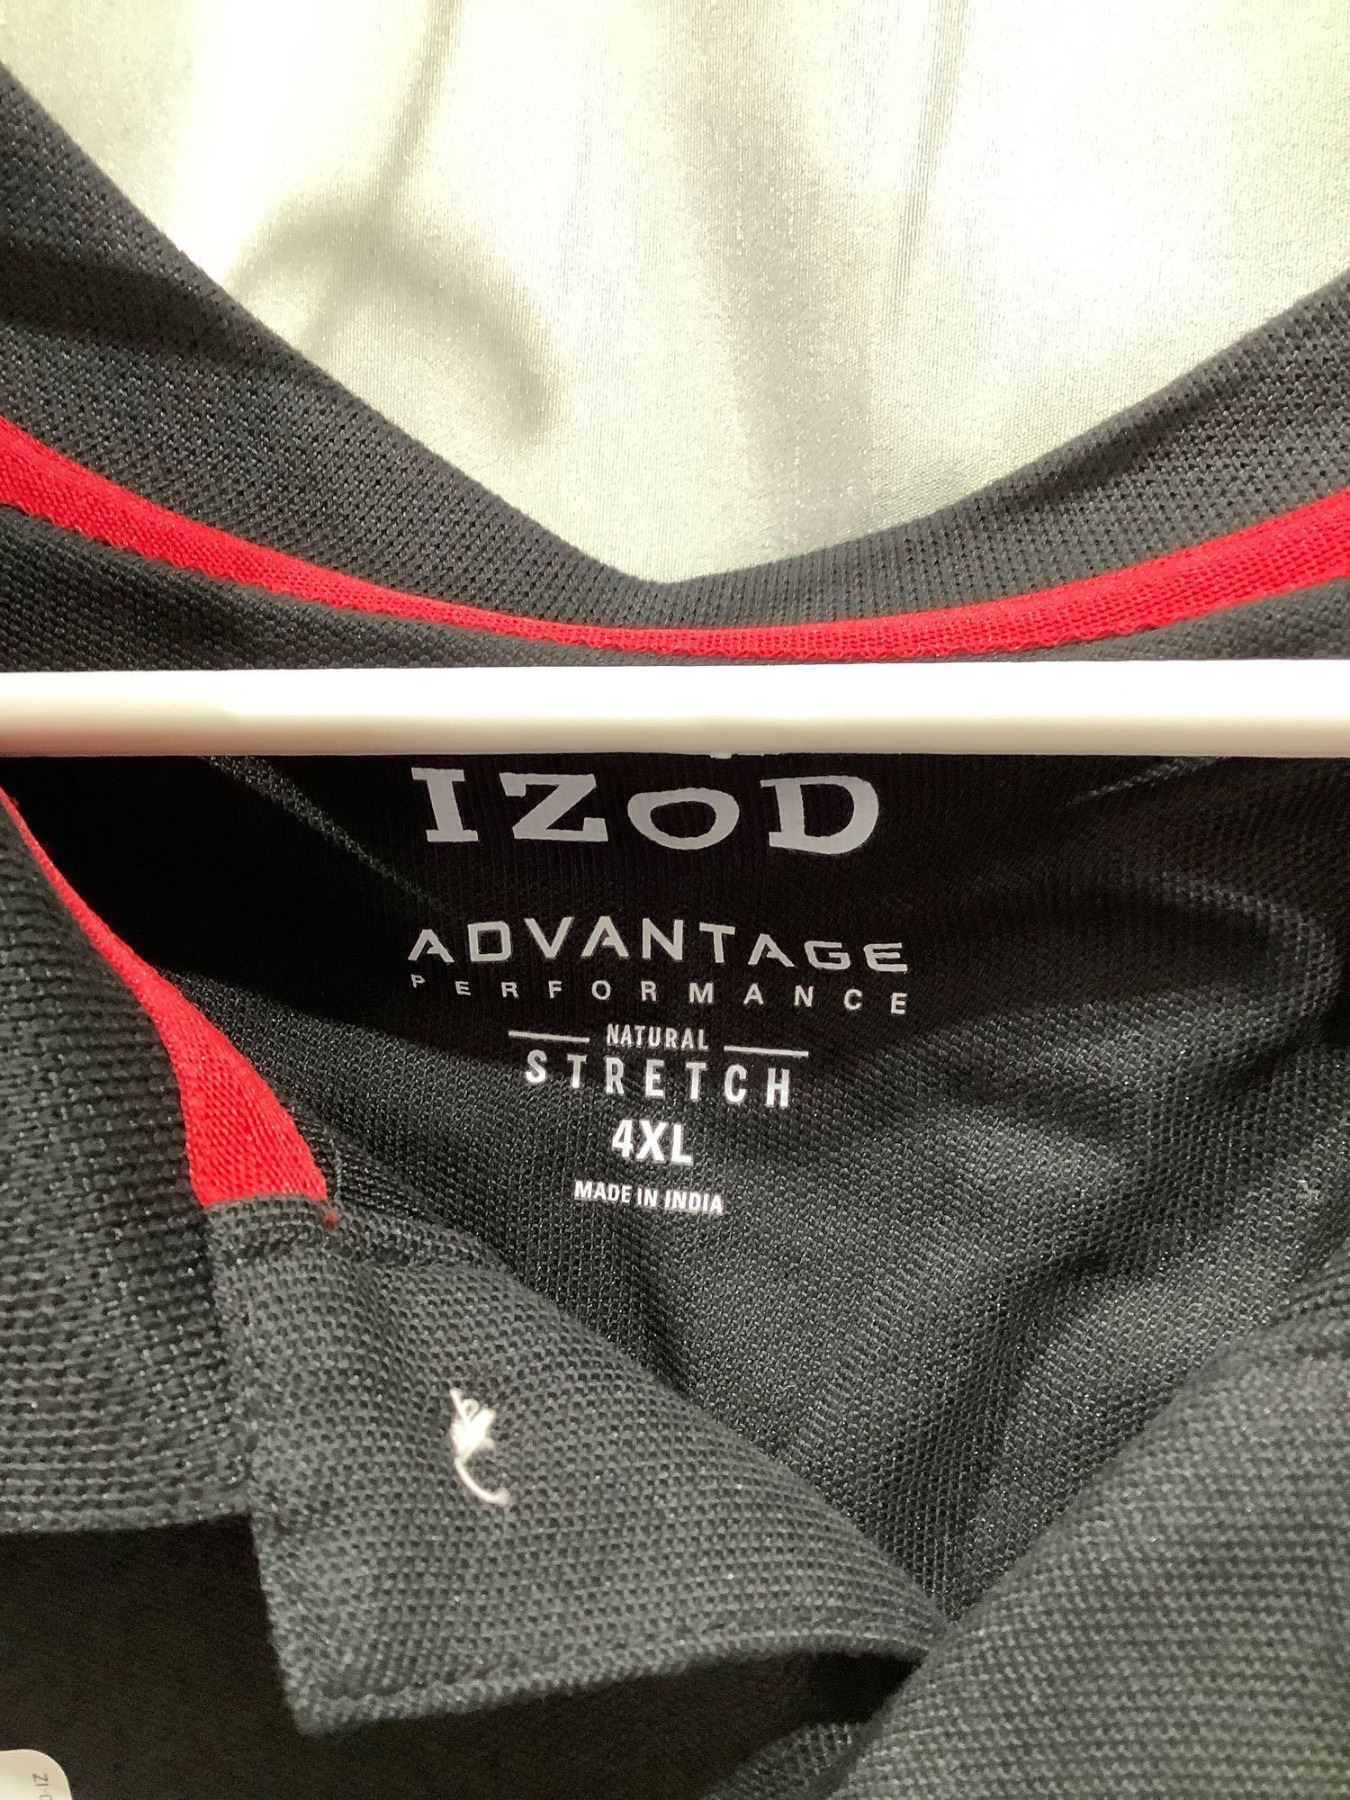 IZOD
ADVANTAGE
PERFORMANCE
NATURAL
STRETCH
4XL
MADE IN INDIA